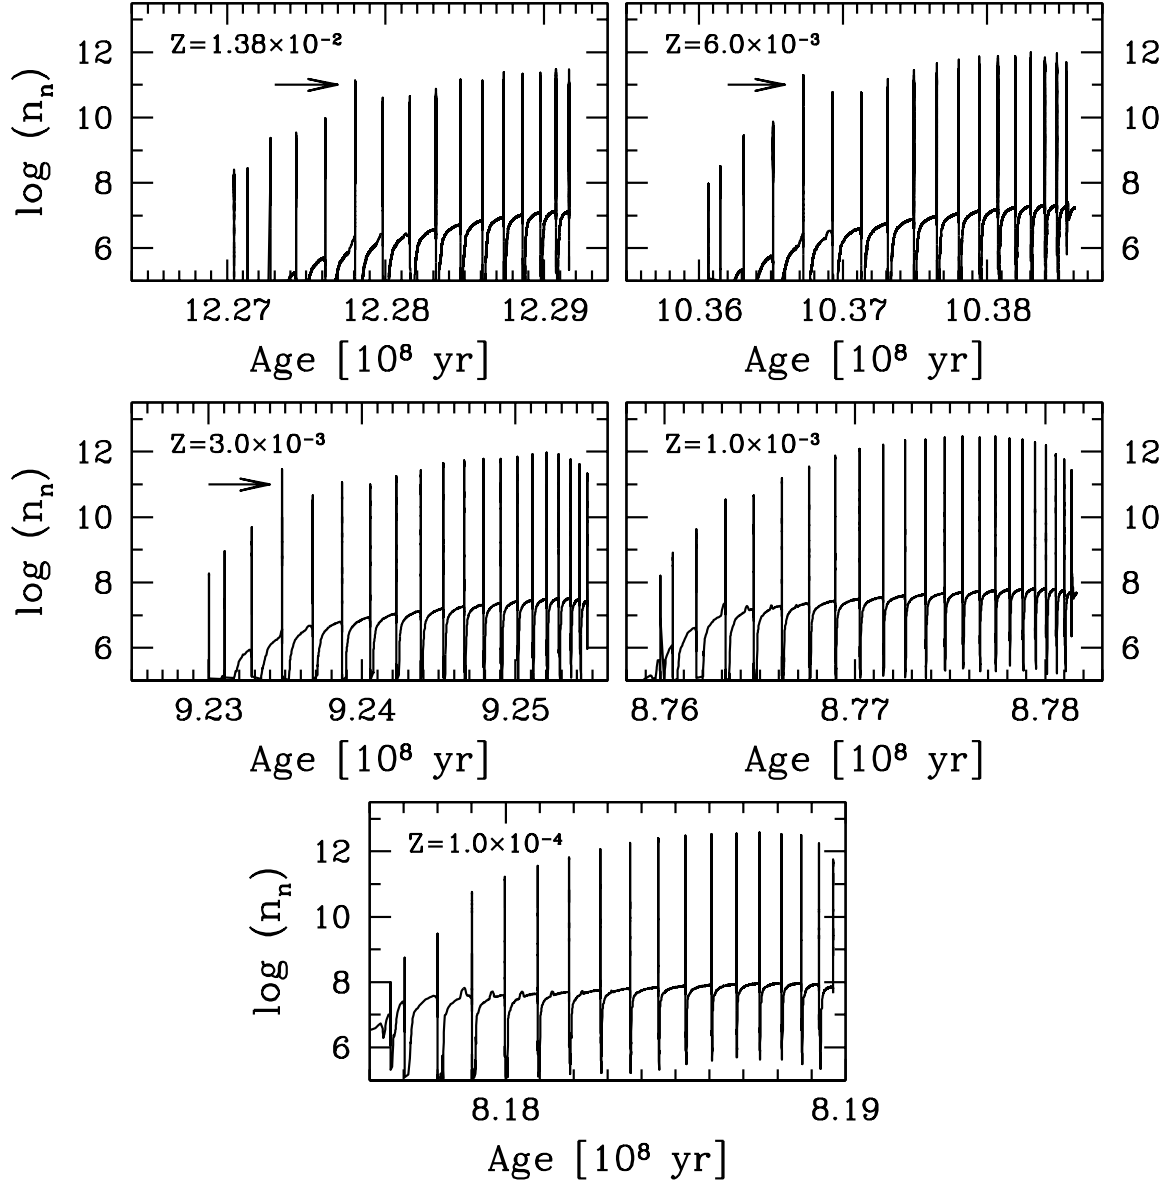 Z=1.38×10⁻²
Z=6.0×10⁻³
log (nₙ)
12
10
8
6
12
10
8
6
12.27 12.28 12.29
10.36 10.37 10.38
Age [10⁸ yr]
Age [10⁸ yr]
Z=3.0×10⁻³
Z=1.0×10⁻³
log (nₙ)
12
10
8
6
12
10
8
6
9.23 9.24 9.25
8.76 8.77 8.78
Age [10⁸ yr]
Age [10⁸ yr]
Z=1.0×10⁻⁴
log (nₙ)
12
10
8
6
8.18 8.19
Age [10⁸ yr]